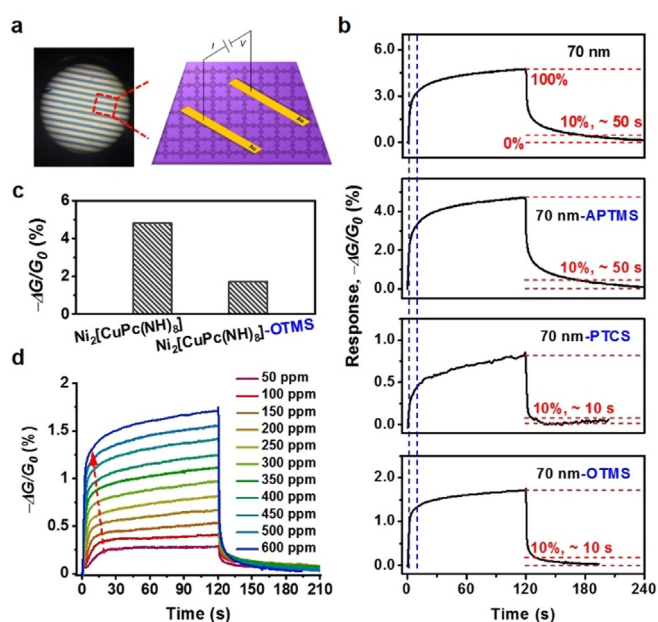 a
I
V
Au
Au
b
Response, –ΔG/G₀ (%)
6.0
3.0
0.0
70 nm
100%
10%, ~ 50 s
0%
4.0
2.0
0.0
70 nm-APTMS
10%, ~ 50 s
1.0
0.5
0.0
70 nm-PTCS
10%, ~ 10 s
2.0
1.0
0.0
70 nm-OTMS
10%, ~ 10 s
0 60 120 180 240
Time (s)
c
–ΔG/G₀ (%)
6
4
2
0
Ni₂[CuPc(NH)₈]
Ni₂[CuPc(NH)₈]-OTMS
d
–ΔG/G₀ (%)
2
1.5
1
0.5
0
50 ppm
100 ppm
150 ppm
200 ppm
250 ppm
300 ppm
350 ppm
400 ppm
450 ppm
500 ppm
600 ppm
0 30 60 90 120 150 180 210
Time (s)